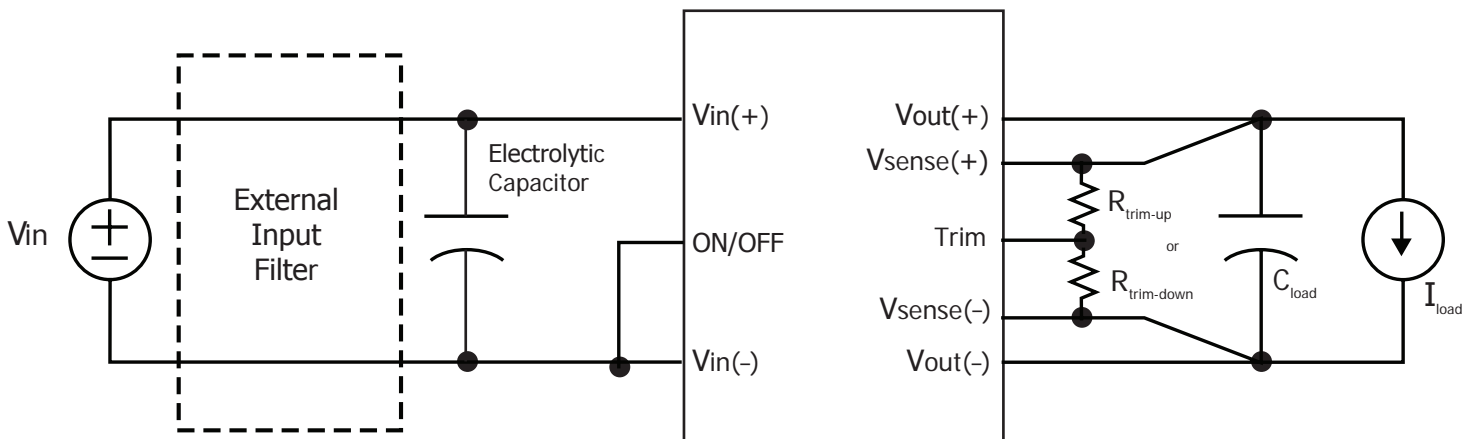 Vin
External
Input
Filter
Electrolytic
Capacitor
Vin(+)
ON/OFF
Vin(–)
Vout(+)
Vsense(+)
Trim
Vsense(–)
Vout(–)
Rtrim-up
or
Rtrim-down
Cload
Iload